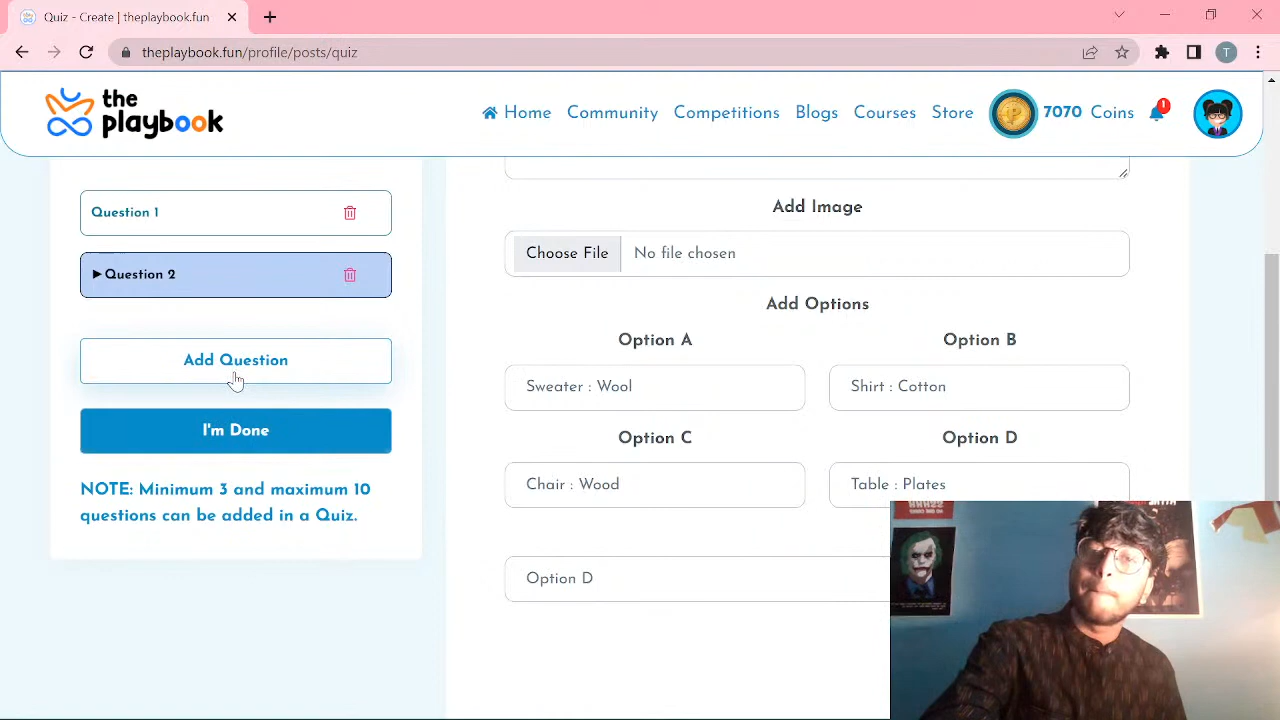 Quiz - Create | theplaybook.fun
theplaybook.fun/profile/posts/quiz
T
the
playbook
Home
Community
Competitions
Blogs
Courses
Store
7070 Coins
1
Question 1
►Question 2
Add Question
I'm Done
NOTE: Minimum 3 and maximum 10
questions can be added in a Quiz.
Add Image
Choose File
No file chosen
Add Options
Option A
Option B
Sweater : Wool
Shirt : Cotton
Option C
Option D
Chair : Wood
Table : Plates
Option D